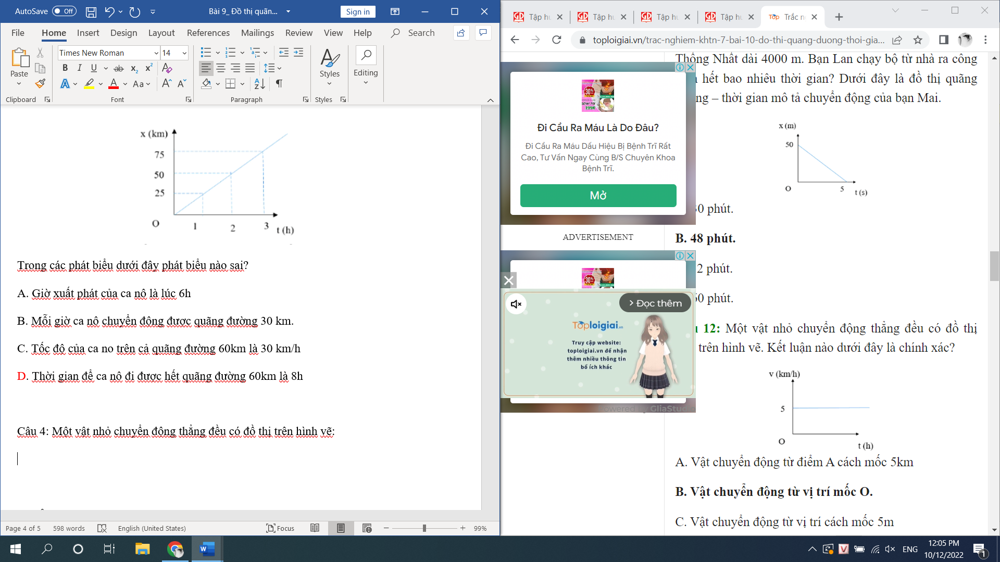 AutoSave Off Bài 9_ Đồ thị quãn... Sign in
File Home Insert Design Layout References Mailings Review View Help Search
Times New Roman 14
Paste
Styles
Editing
Clipboard Font Paragraph Styles
x (km)
75
50
25
O 1 2 3 t (h)
Trong các phát biểu dưới đây phát biểu nào sai?
A. Giờ xuất phát của ca nô là lúc 6h
B. Mỗi giờ ca nô chuyển động được quãng đường 30 km.
C. Tốc độ của ca no trên cả quãng đường 60km là 30 km/h
D. Thời gian để ca nô đi được hết quãng đường 60km là 8h
Câu 4: Một vật nhỏ chuyển động thẳng đều có đồ thị trên hình vẽ:
Page 4 of 5 598 words English (United States) Focus 99%
Tập hu Tập hu Tập hu Tập hu Trắc n
toploigiai.vn/trac-nghiem-khtn-7-bai-10-do-thi-quang-duong-thoi-gia...
Thống Nhất dài 4000 m. Bạn Lan chạy bộ từ nhà ra công
hết bao nhiêu thời gian? Dưới đây là đồ thị quãng
ng – thời gian mô tả chuyển động của bạn Mai.
x (m)
50
O 5 t (s)
0 phút.
B. 48 phút.
2 phút.
50 phút.
12: Một vật nhỏ chuyển động thẳng đều có đồ thị
trên hình vẽ. Kết luận nào dưới đây là chính xác?
v (km/h)
5
O
t (h)
A. Vật chuyển động từ điểm A cách mốc 5km
B. Vật chuyển động từ vị trí mốc O.
C. Vật chuyển động từ vị trí cách mốc 5m
30%
199K
Đi Cầu Ra Máu Là Do Đâu?
Đi Cầu Ra Máu Dấu Hiệu Bị Bệnh Trĩ Rất
Cao, Tư Vấn Ngay Cùng B/S Chuyên Khoa
Bệnh Trĩ.
Mở
ADVERTISEMENT
30%
Đọc thêm
Toploigiai.vn
Truy cập website:
toploigiai.vn để nhận
thêm nhiều thông tin
bổ ích khác
owered by GliaStud
ENG
12:05 PM
10/12/2022
1